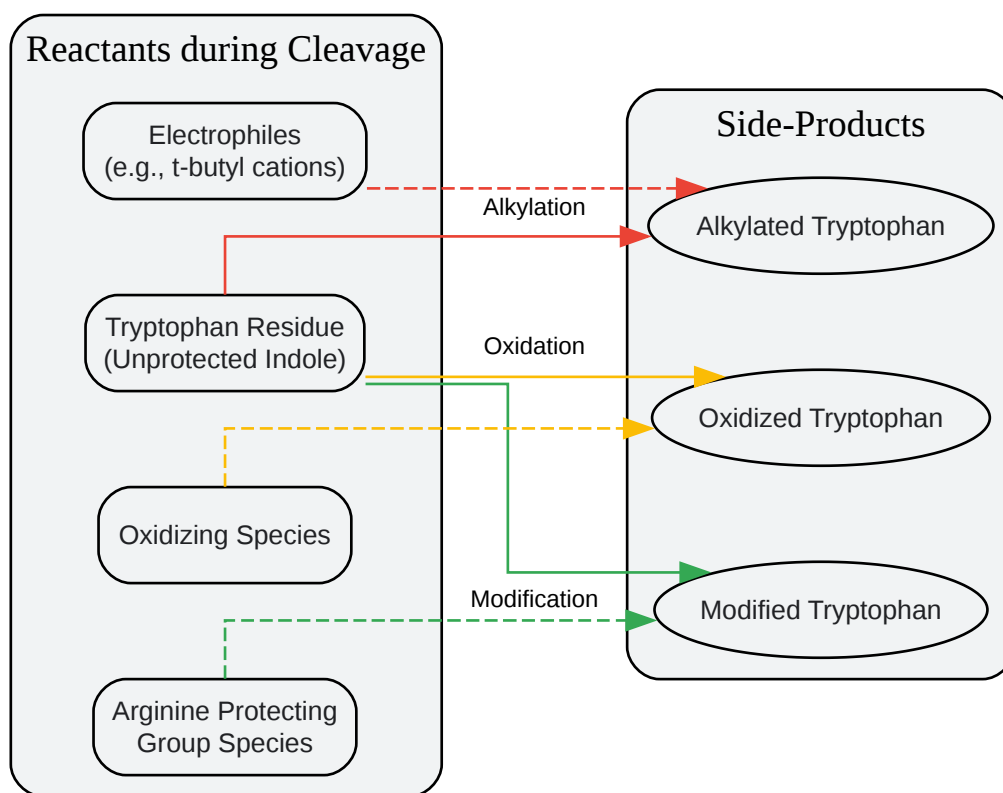 Reactants during Cleavage
Electrophiles
(e.g., t-butyl cations)
Tryptophan Residue
(Unprotected Indole)
Oxidizing Species
Arginine Protecting
Group Species
Alkylation
Oxidation
Modification
Side-Products
Alkylated Tryptophan
Oxidized Tryptophan
Modified Tryptophan